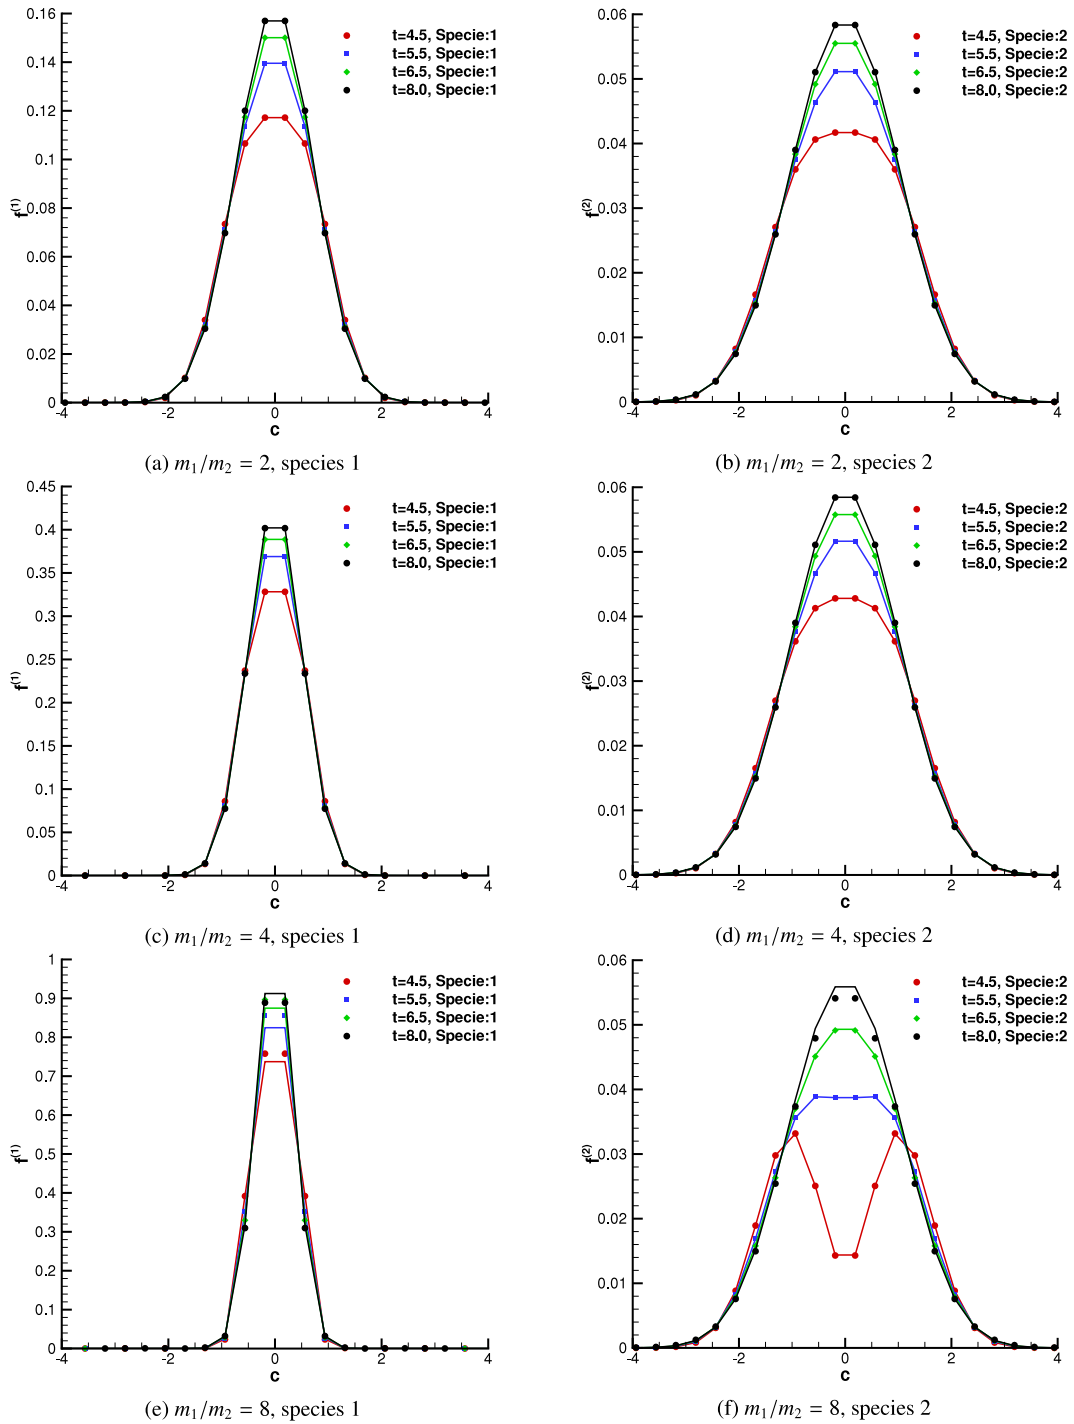 0.16
0.14
0.12
0.1
0.08
0.06
0.04
0.02
0
f(1)
-4 -2 0 2 4
c
t=4.5, Specie:1
t=5.5, Specie:1
t=6.5, Specie:1
t=8.0, Specie:1
(a) m₁/m₂ = 2, species 1
0.06
0.05
0.04
0.03
0.02
0.01
0
f(2)
-4 -2 0 2 4
c
t=4.5, Specie:2
t=5.5, Specie:2
t=6.5, Specie:2
t=8.0, Specie:2
(b) m₁/m₂ = 2, species 2
0.45
0.4
0.35
0.3
0.25
0.2
0.15
0.1
0.05
0
f(1)
-4 -2 0 2 4
c
t=4.5, Specie:1
t=5.5, Specie:1
t=6.5, Specie:1
t=8.0, Specie:1
(c) m₁/m₂ = 4, species 1
0.06
0.05
0.04
0.03
0.02
0.01
0
f(2)
-4 -2 0 2 4
c
t=4.5, Specie:2
t=5.5, Specie:2
t=6.5, Specie:2
t=8.0, Specie:2
(d) m₁/m₂ = 4, species 2
1
0.9
0.8
0.7
0.6
0.5
0.4
0.3
0.2
0.1
0
f(1)
-4 -2 0 2 4
c
t=4.5, Specie:1
t=5.5, Specie:1
t=6.5, Specie:1
t=8.0, Specie:1
(e) m₁/m₂ = 8, species 1
0.06
0.05
0.04
0.03
0.02
0.01
0
f(2)
-4 -2 0 2 4
c
t=4.5, Specie:2
t=5.5, Specie:2
t=6.5, Specie:2
t=8.0, Specie:2
(f) m₁/m₂ = 8, species 2